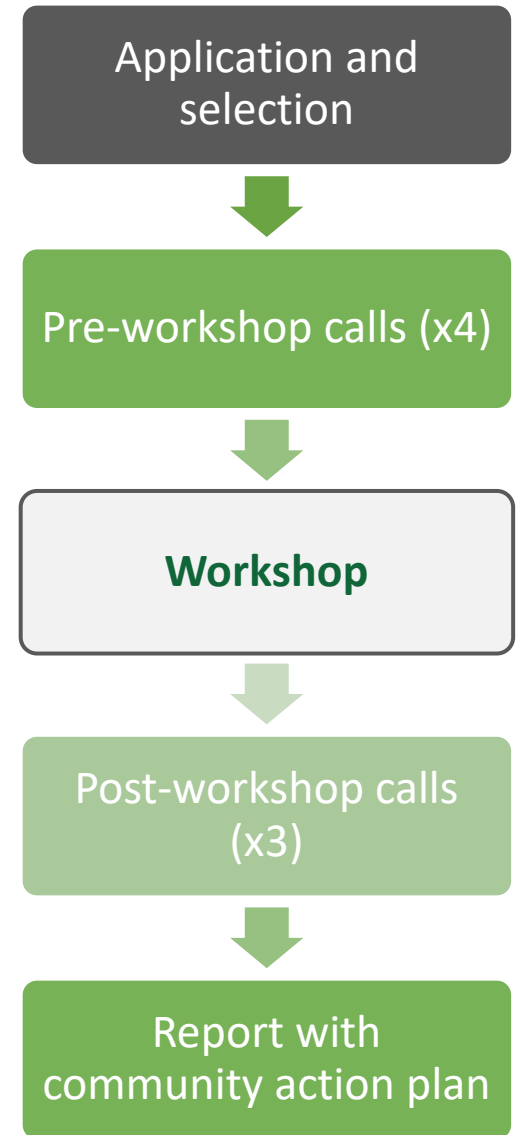 Application and
selection
Pre-workshop calls (x4)
Workshop
Post-workshop calls
(x3)
Report with
community action plan